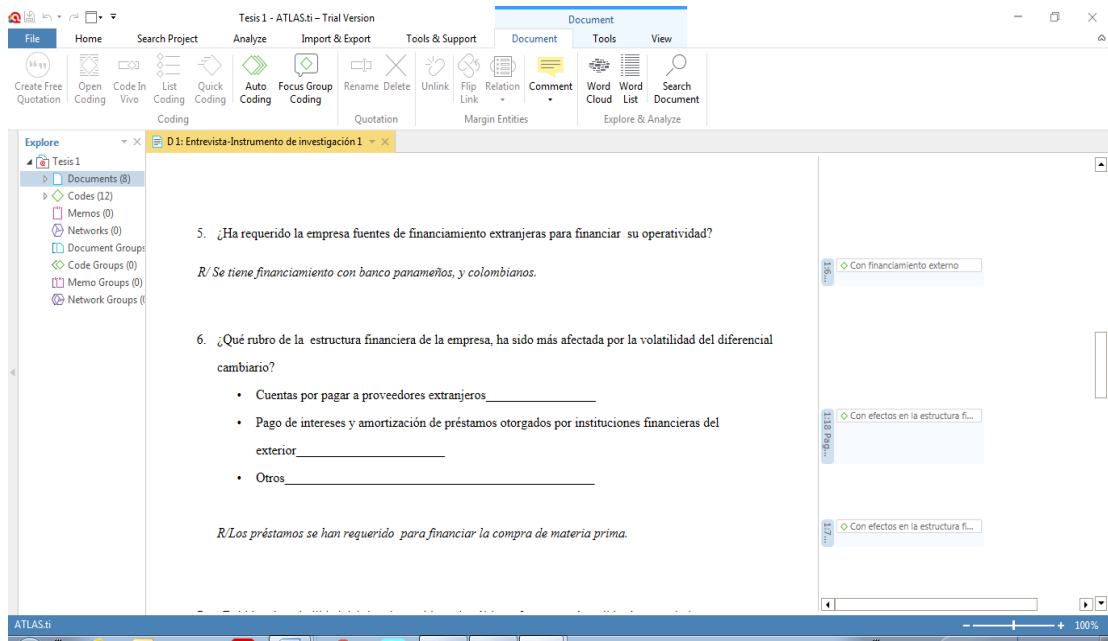 Tesis 1 - ATLAS.ti – Trial Version
Document
File Home Search Project Analyze Import & Export Tools & Support Document Tools View
Create Free Quotation
Open Coding
Code In Vivo
List Coding
Quick Coding
Auto Coding
Focus Group Coding
Rename
Delete
Unlink
Flip Link
Relation
Comment
Word Cloud
Word List
Search Document
Coding
Quotation
Margin Entities
Explore & Analyze
Explore
D 1: Entrevista-Instrumento de investigación 1
Tesis 1
Documents (8)
Codes (12)
Memos (0)
Networks (0)
Document Groups
Code Groups (0)
Memo Groups (0)
Network Groups (
5. ¿Ha requerido la empresa fuentes de financiamiento extranjeras para financiar su operatividad?
R/ Se tiene financiamiento con banco panameños, y colombianos.
1:6...
Con financiamiento externo
6. ¿Qué rubro de la estructura financiera de la empresa, ha sido más afectada por la volatilidad del diferencial
cambiario?
• Cuentas por pagar a proveedores extranjeros
• Pago de intereses y amortización de préstamos otorgados por instituciones financieras del
exterior
1:18 Pag...
Con efectos en la estructura fi...
• Otros
R/Los préstamos se han requerido para financiar la compra de materia prima.
1:7...
Con efectos en la estructura fi...
ATLAS.ti
100%